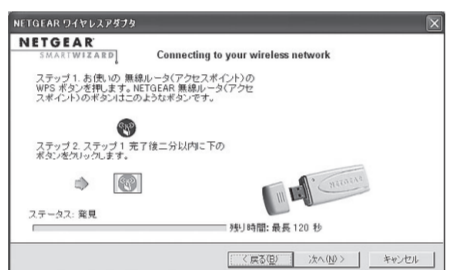 NETGEAR ワイヤレスアダプタ
NETGEAR
SMARTWIZARD
Connecting to your wireless network
ステップ 1. お使いの 無線ルータ(アクセスポイント)の
WPS ボタンを押します。NETGEAR 無線ルータ(アクセ
スポイント)のボタンはこのようなボタンです。
ステップ 2. ステップ 1 完了後二分以内に下の
ボタンをクリックします。
NETGEAR
ステータス: 発見
残り時間: 最長 120 秒
< 戻る(B)
次へ(N) >
キャンセル